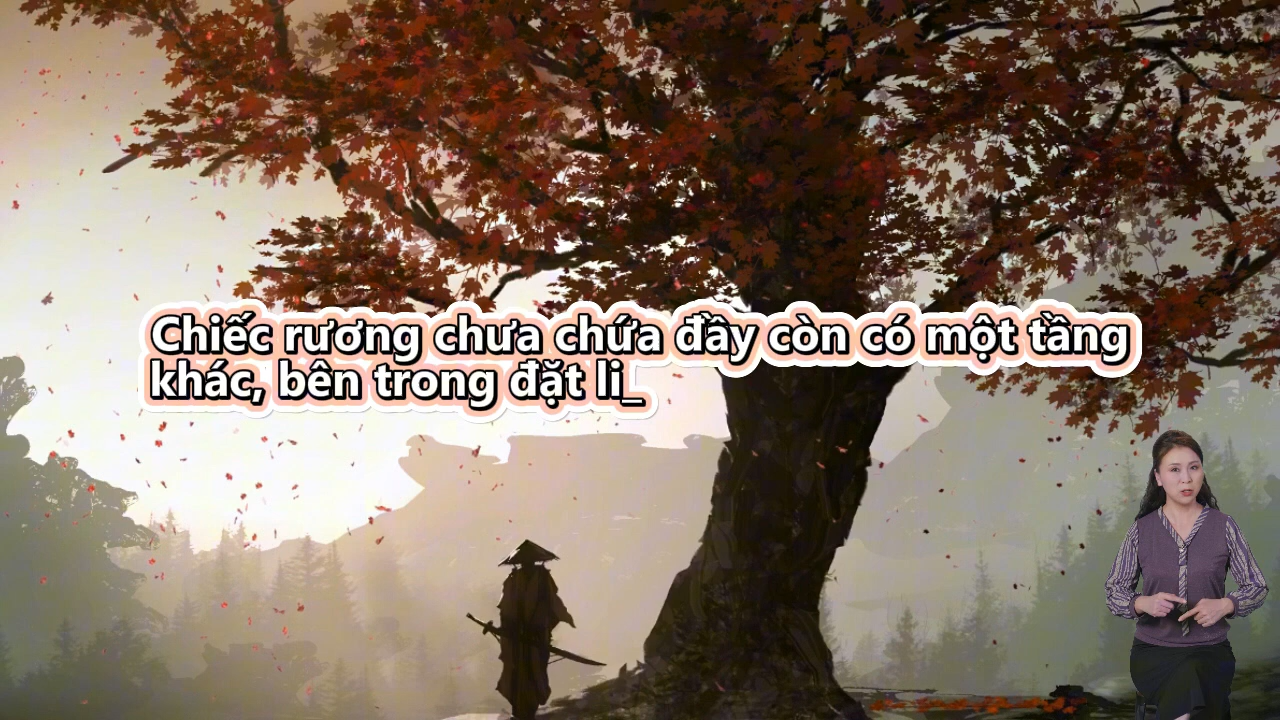 Chiếc rương chưa chứa đầy còn có một tầng
khác, bên trong đặt li_